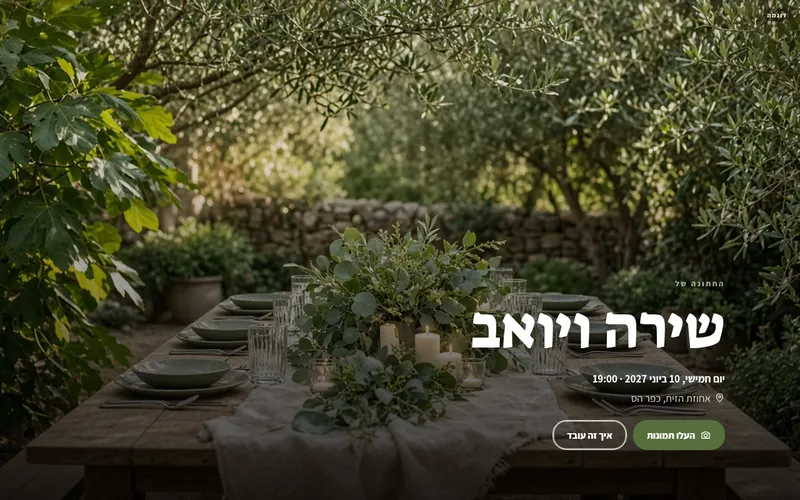 דוגמה
החתונה של
שירה ויואב
יום חמישי, 10 ביוני 2027 · 19:00
אחוזת הזית, כפר הס
העלו תמונות
איך זה עובד